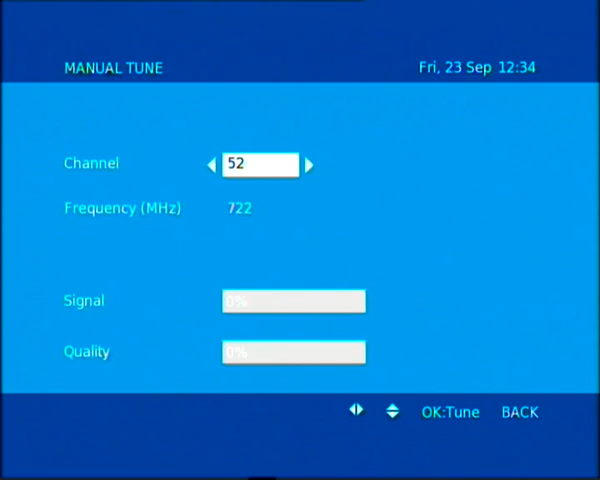 MANUAL TUNE Fri, 23 Sep 12:34
Channel 52
Frequency (MHz) 722
Signal 0%
Quality 0%
OK:Tune BACK